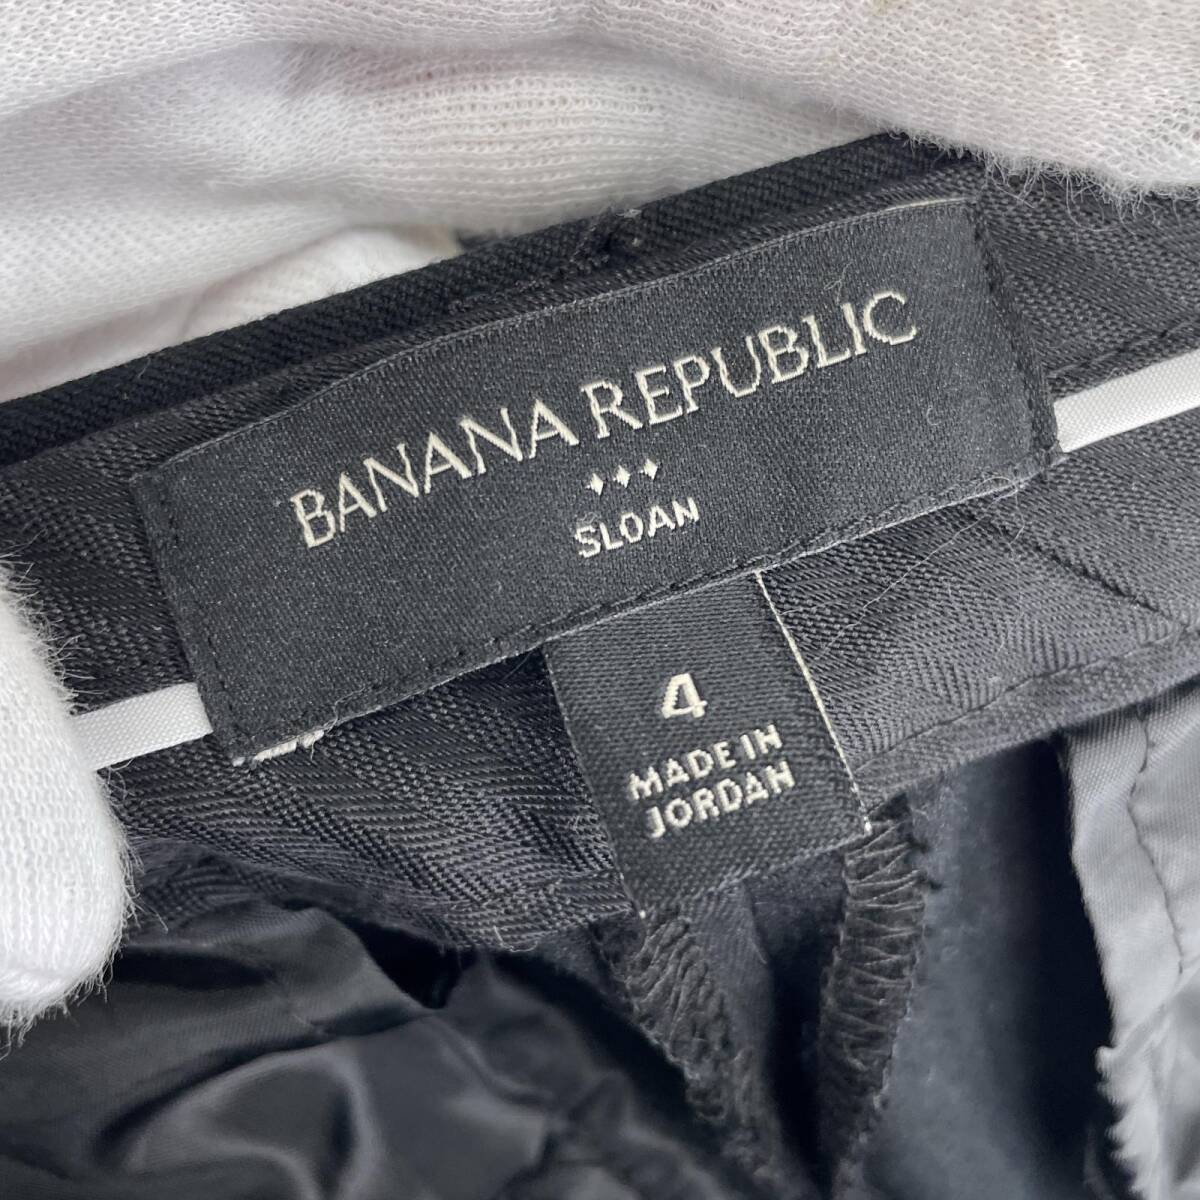 BANANA REPUBLIC
SLOAN
4
MADE IN
JORDAN